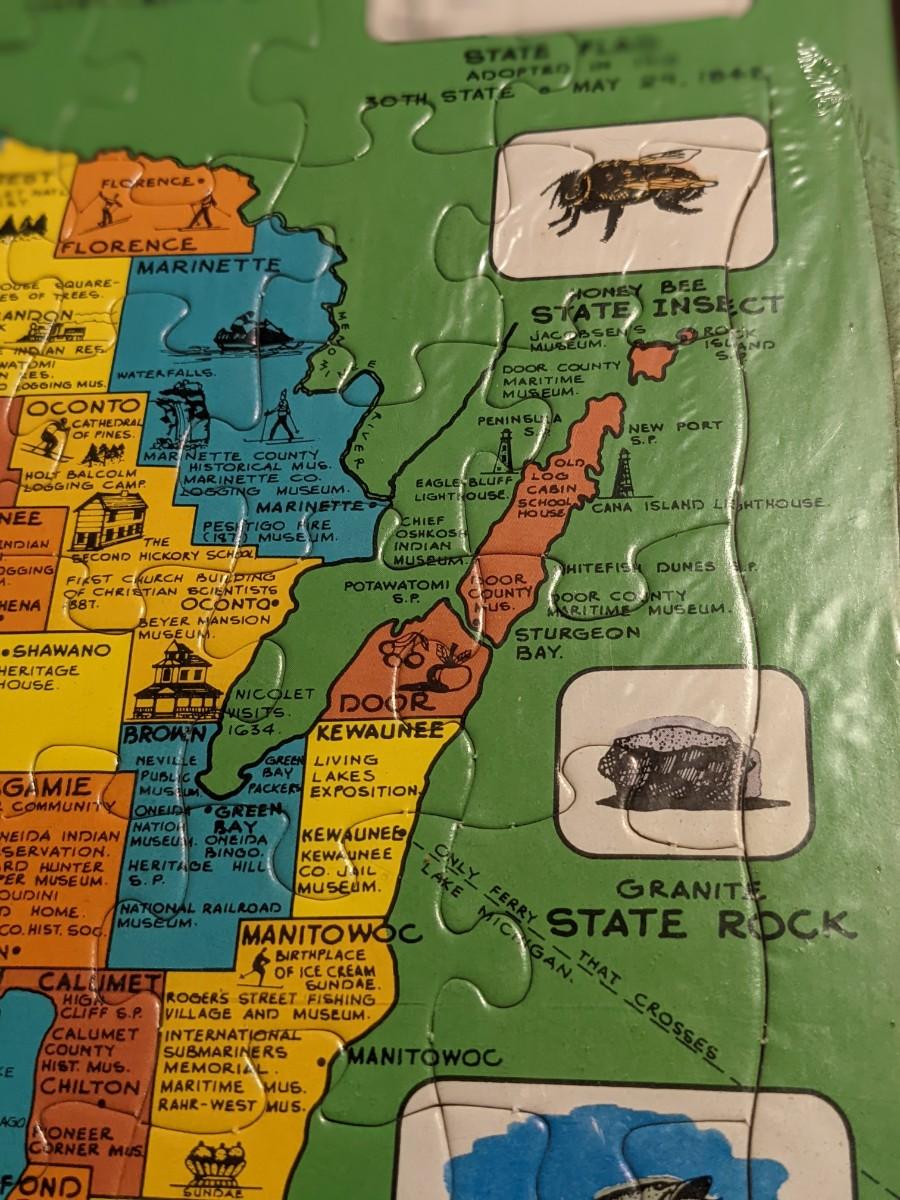 STATE FLAG
ADOPTED IN
30TH STATE • MAY 29, 1848
HONEY BEE
STATE INSECT
FLORENCE
FLORENCE
MARINETTE
WATERFALLS.
MARINETTE COUNTY
HISTORICAL MUS.
MARINETTE CO.
LOGGING MUSEUM.
MARINETTE
PESHTIGO FIRE
MUSEUM.
RIVER
INDIAN RES.
LOGGING MUS.
OCONTO
CATHEDRAL
OF PINES.
HOLT BALCOLM
LOGGING CAMP.
THE
SECOND HICKORY SCHOOL
FIRST CHURCH BUILDING
OF CHRISTIAN SCIENTISTS
OCONTO
BEYER MANSION
MUSEUM.
SHAWANO
HERITAGE
HOUSE.
JACOBSEN'S
MUSEUM.
ROCK
ISLAND
S.P.
DOOR COUNTY
MARITIME
MUSEUM.
PENINSULA
S.P.
NEW PORT
S.P.
EAGLE BLUFF
LIGHTHOUSE.
OLD
LOG
CABIN
SCHOOL
HOUSE
CANA ISLAND LIGHTHOUSE.
CHIEF
OSHKOSH
INDIAN
MUSEUM.
WHITEFISH DUNES S.P.
POTAWATOMI
S.P.
DOOR
COUNTY
MUS.
DOOR COUNTY
MARITIME MUSEUM.
STURGEON
BAY.
DOOR
NICOLET
VISITS.
1634.
BROWN
NEVILLE
PUBLIC
MUSEUM.
GREEN
BAY
PACKERS
ONEIDA
NATION
MUSEUM.
GREEN
BAY
ONEIDA
BINGO.
HERITAGE HILL
S.P.
NATIONAL RAILROAD
MUSEUM.
KEWAUNEE
LIVING
LAKES
EXPOSITION.
KEWAUNEE
KEWAUNEE
CO. JAIL
MUSEUM.
GAMIE
COMMUNITY
ONEIDA INDIAN
HUNTER
MUSEUM.
HOME.
CO. HIST. SOC.
GRANITE
STATE ROCK
ONLY FERRY THAT CROSSES
LAKE MICHIGAN.
MANITOWOC
BIRTHPLACE
OF ICE CREAM
SUNDAE.
ROGERS STREET FISHING
VILLAGE AND MUSEUM.
INTERNATIONAL
SUBMARINERS
MEMORIAL.
MARITIME MUS.
RAHR-WEST MUS.
MANITOWOC
SUNDAE
CALUMET
HIGH
CLIFF S.P.
CALUMET
COUNTY
HIST. MUS.
CHILTON
PIONEER
CORNER MUS.